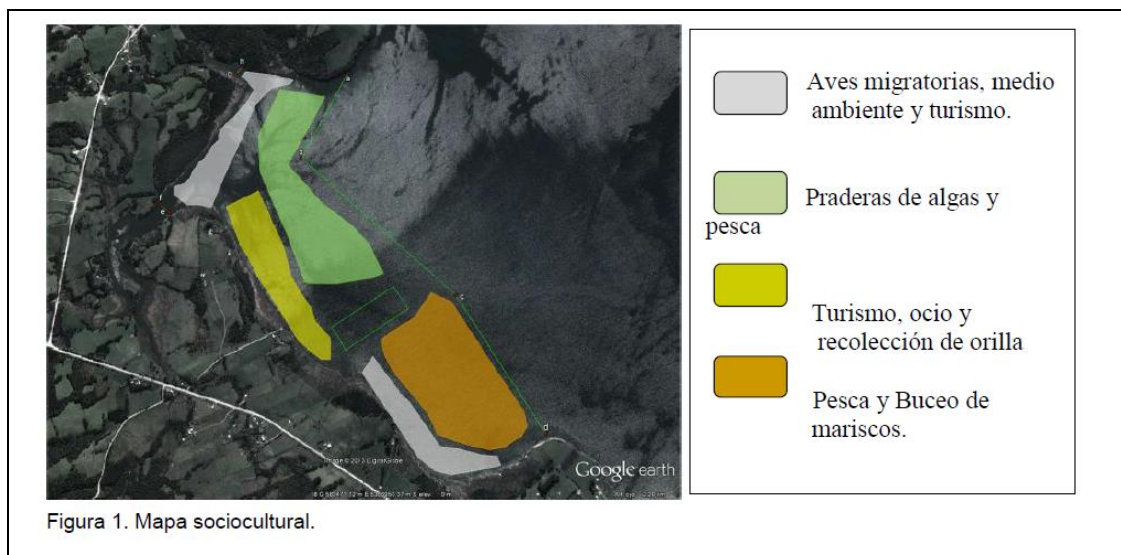 B
a
f
e
c
d
Google earth
Aves migratorias, medio
ambiente y turismo.
Praderas de algas y
pesca
Turismo, ocio y
recolección de orilla
Pesca y Buceo de
mariscos.
Figura 1. Mapa sociocultural.